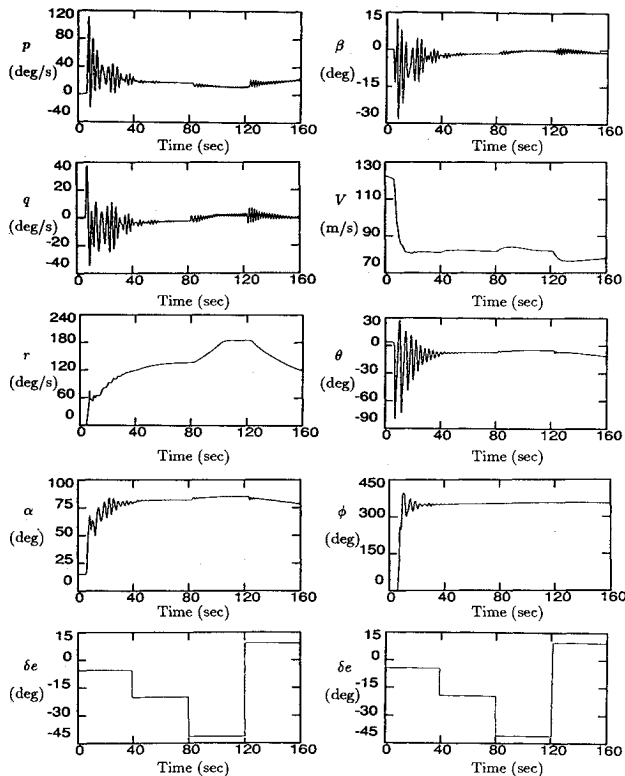 120
80
p
(deg/s) 40
0
-40
0 40 80 120 160
Time (sec)
15
β
0
(deg)
-15
-30
0 40 80 120 160
Time (sec)
40
20
q
0
(deg/s)
-20
-40
0 40 80 120 160
Time (sec)
130
110
V
(m/s) 90
70
0 40 80 120 160
Time (sec)
240
180
r
120
(deg/s)
60
0
0 40 80 120 160
Time (sec)
30
0
θ
-30
(deg)
-60
-90
0 40 80 120 160
Time (sec)
100
75
α
50
(deg)
25
0
0 40 80 120 160
Time (sec)
450
ϕ
300
(deg)
150
0
0 40 80 120 160
Time (sec)
15
δe
0
(deg)
-15
-30
-45
0 40 80 120 160
Time (sec)
15
δe
0
(deg)
-15
-30
-45
0 40 80 120 160
Time (sec)